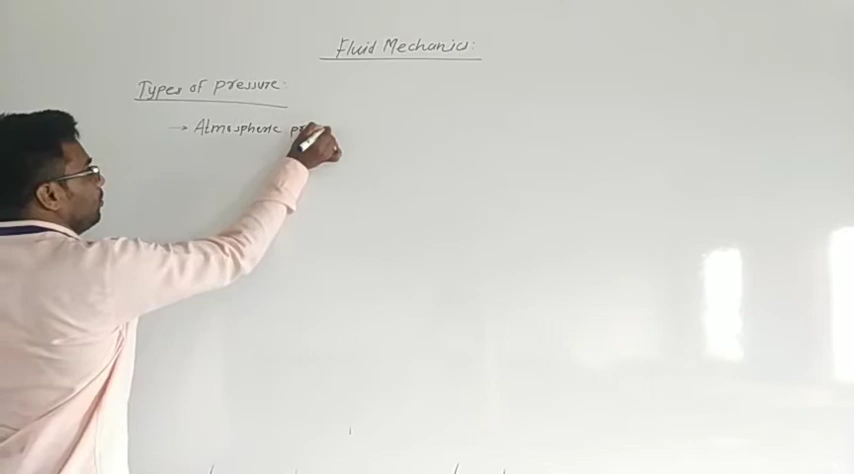 Fluid Mechanics:
Types of pressure:
→ Atmospheric